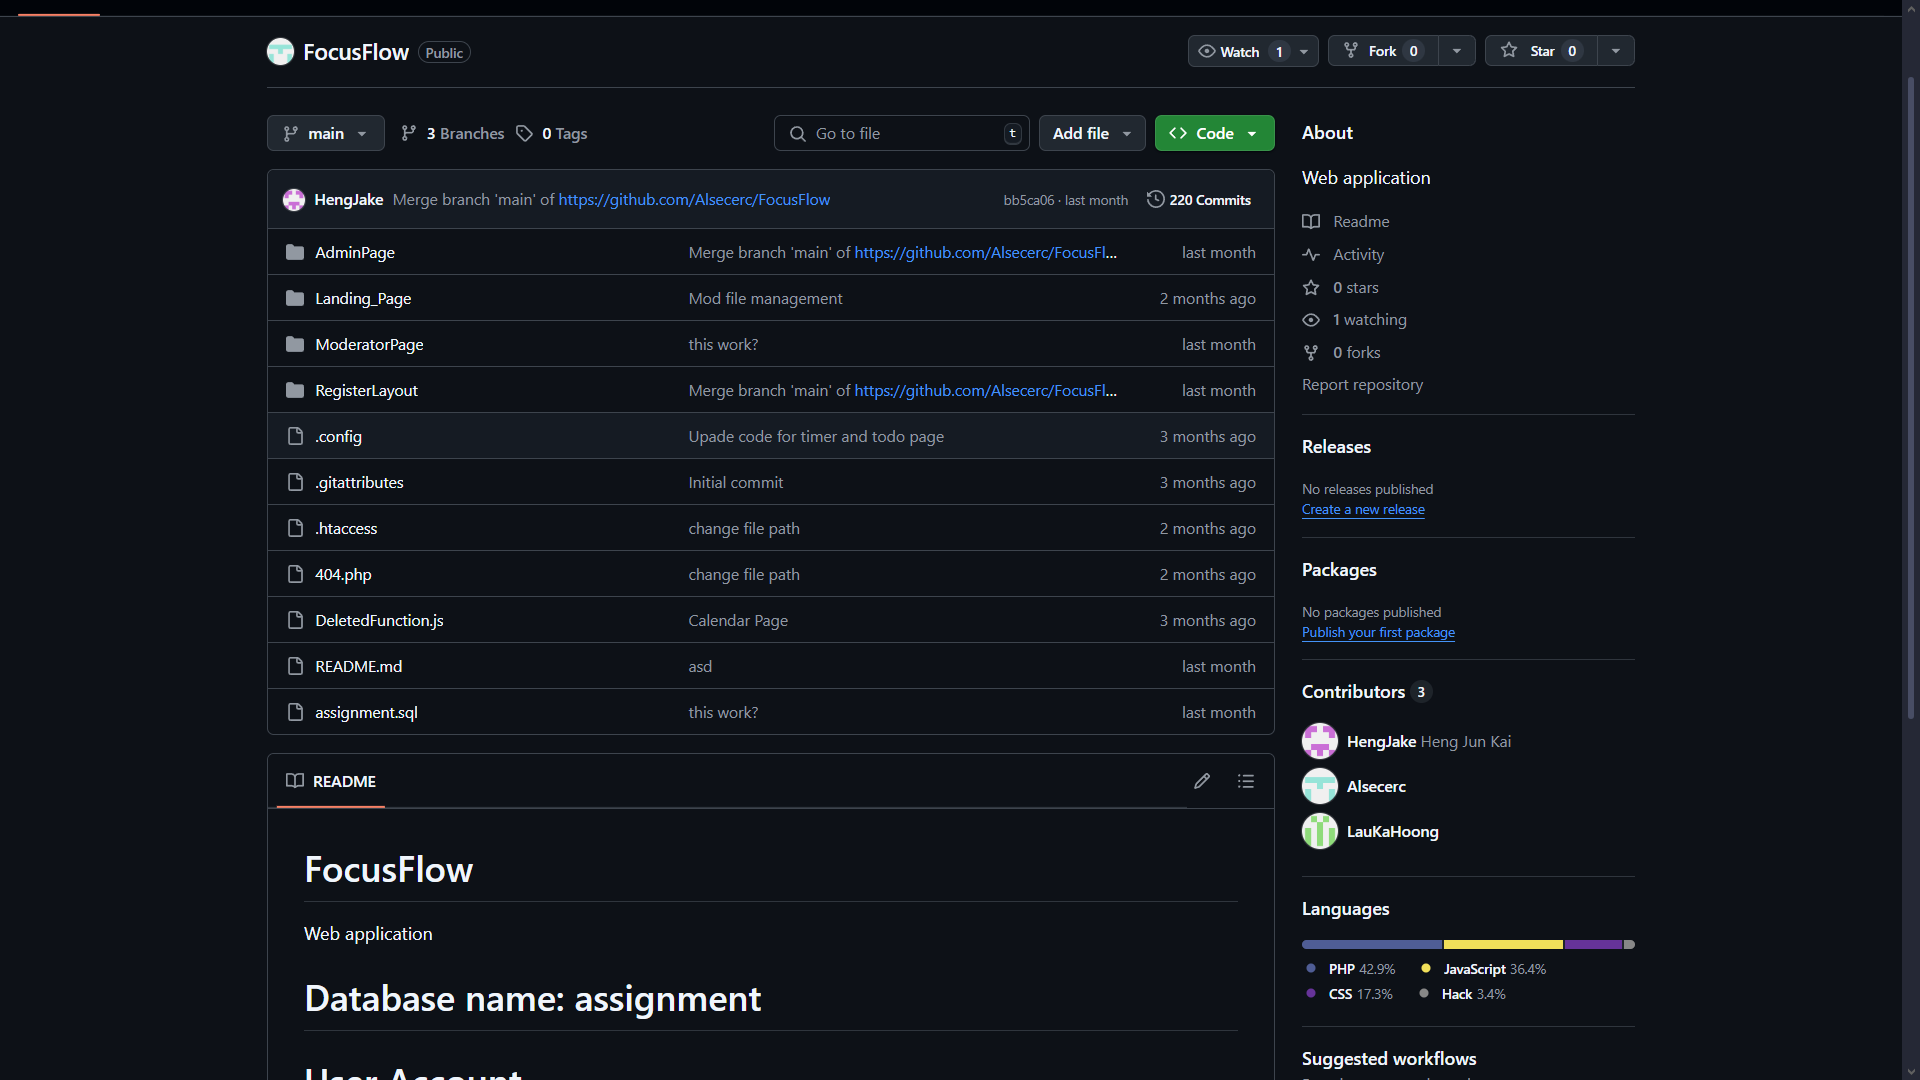 FocusFlow Public
Watch 1
Fork 0
Star 0
main
3 Branches
0 Tags
Go to file
t
Add file
Code
HengJake Merge branch 'main' of https://github.com/Alsecerc/FocusFlow
bb5ca06 · last month
220 Commits
AdminPage Merge branch 'main' of https://github.com/Alsecerc/FocusFl... last month
Landing_Page Mod file management 2 months ago
ModeratorPage this work? last month
RegisterLayout Merge branch 'main' of https://github.com/Alsecerc/FocusFl... last month
.config Upade code for timer and todo page 3 months ago
.gitattributes Initial commit 3 months ago
.htaccess change file path 2 months ago
404.php change file path 2 months ago
DeletedFunction.js Calendar Page 3 months ago
README.md asd last month
assignment.sql this work? last month
README
FocusFlow
Web application
Database name: assignment
User Account
About
Web application
Readme
Activity
0 stars
1 watching
0 forks
Report repository
Releases
No releases published
Create a new release
Packages
No packages published
Publish your first package
Contributors 3
HengJake Heng Jun Kai
Alsecerc
LauKaHoong
Languages
PHP 42.9% JavaScript 36.4%
CSS 17.3% Hack 3.4%
Suggested workflows